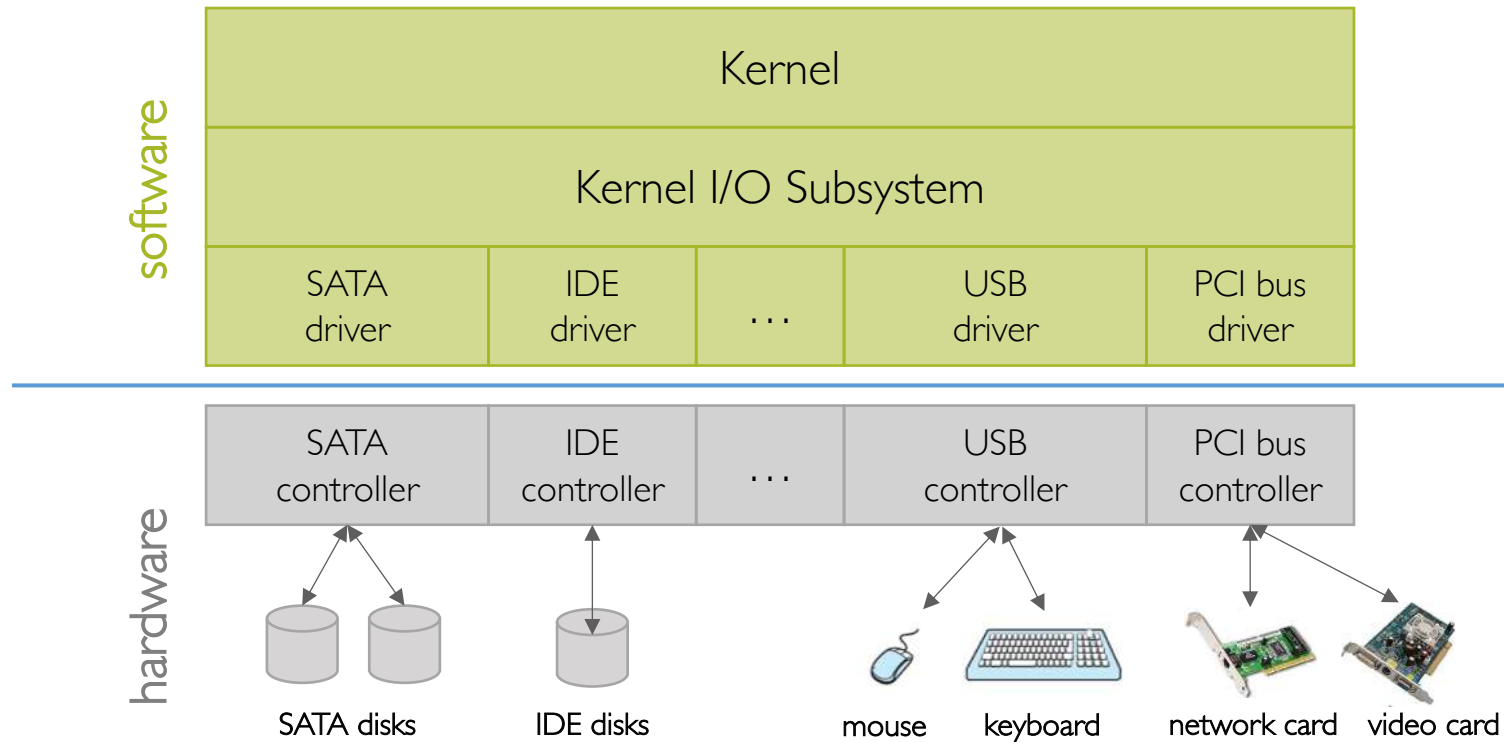 software
Kernel
Kernel I/O Subsystem
SATA
driver
IDE
driver
...
USB
driver
PCI bus
driver
hardware
SATA
controller
IDE
controller
...
USB
controller
PCI bus
controller
SATA disks
IDE disks
mouse
keyboard
network card
video card